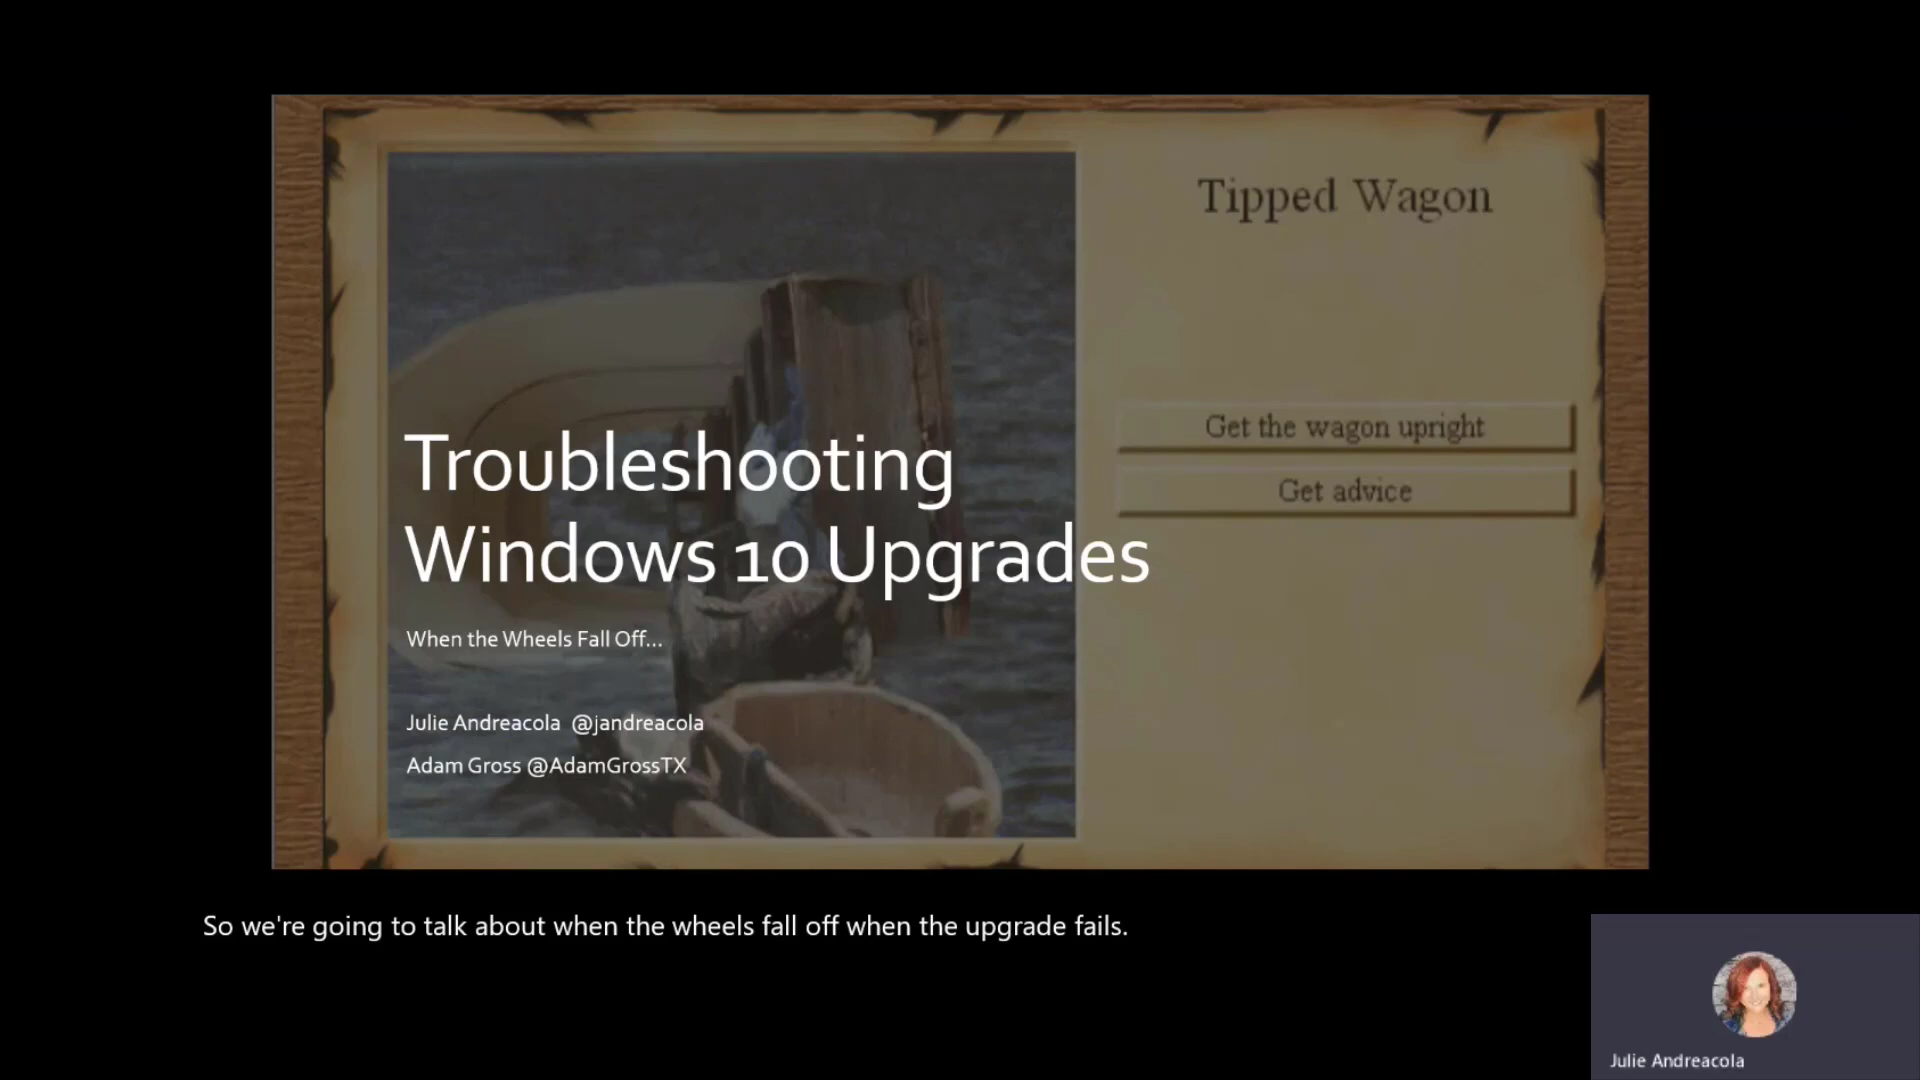 Tipped Wagon
Get the wagon upright
Get advice
Troubleshooting
Windows 10 Upgrades
When the Wheels Fall Off...
Julie Andreacola @jandreacola
Adam Gross @AdamGrossTX
So we're going to talk about when the wheels fall off when the upgrade fails.
Julie Andreacola